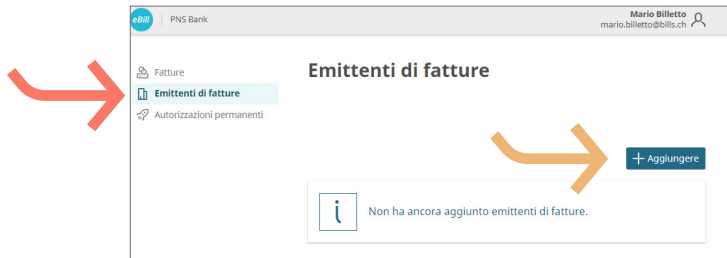 eBill PNS Bank
Mario Billetto
mario.billetto@bills.ch
Fatture
Emittenti di fatture
Autorizzazioni permanenti
Emittenti di fatture
+ Aggiungere
Non ha ancora aggiunto emittenti di fatture.